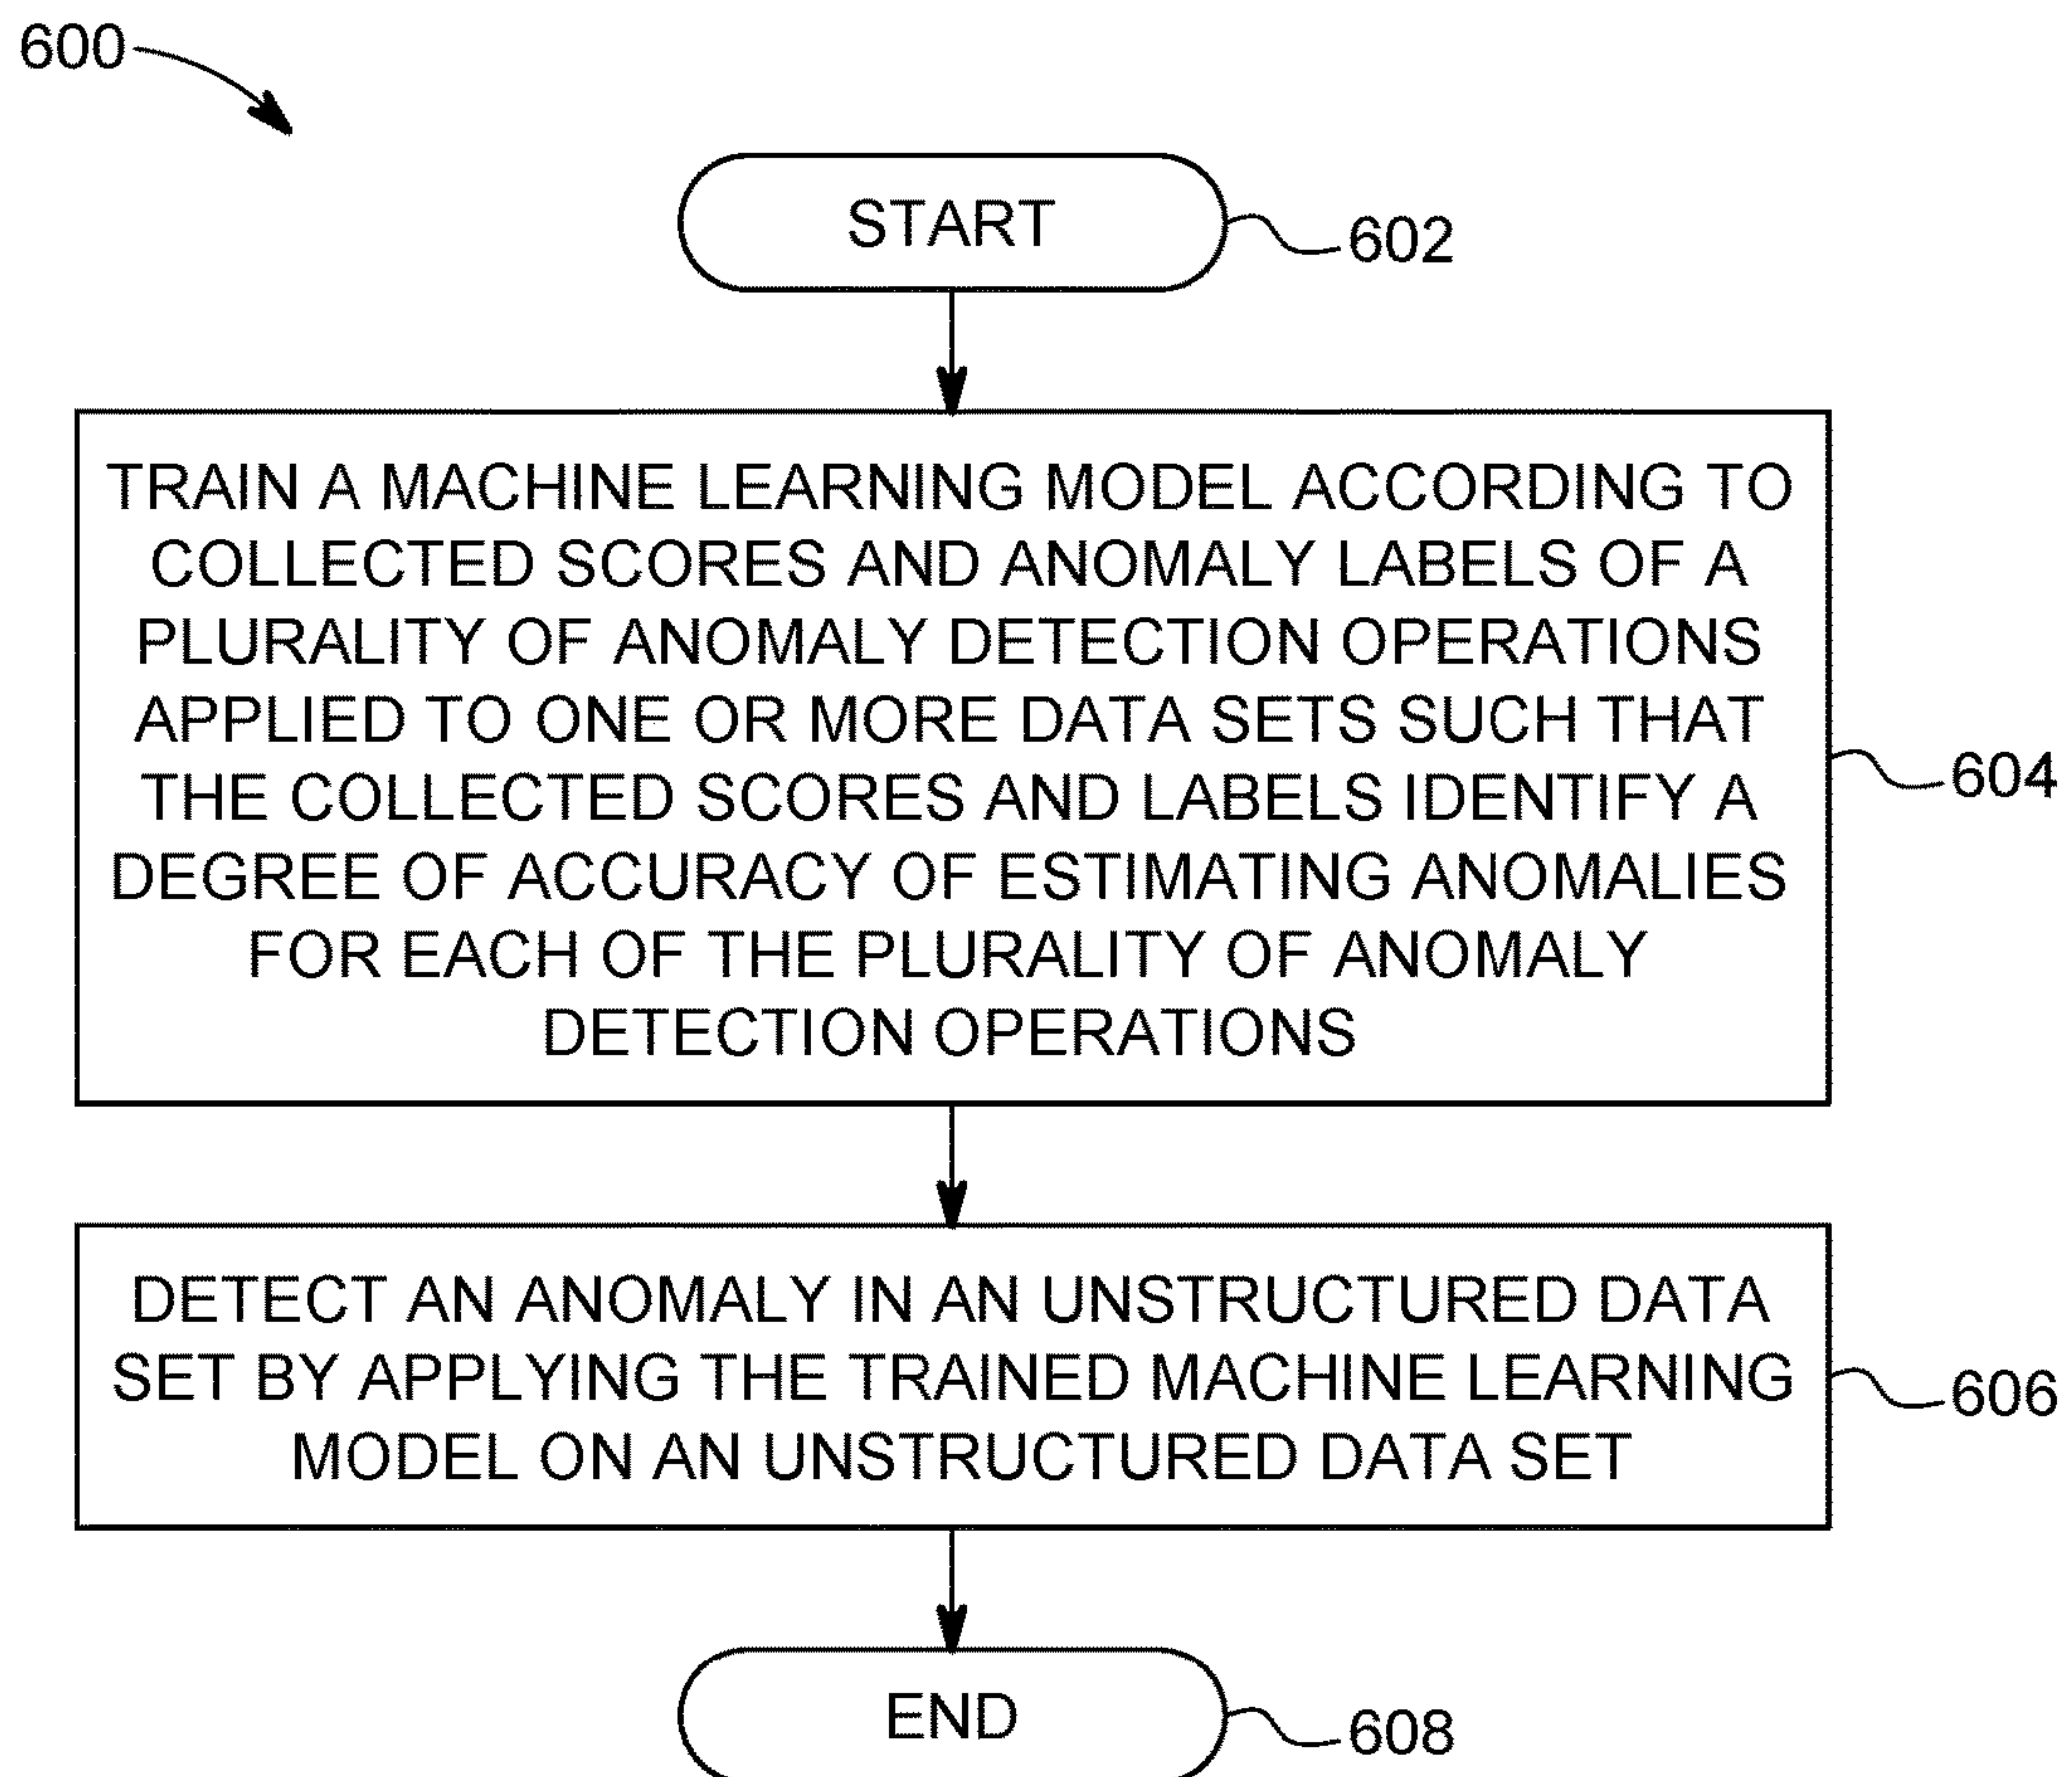 600
START
602
TRAIN A MACHINE LEARNING MODEL ACCORDING TO
COLLECTED SCORES AND ANOMALY LABELS OF A
PLURALITY OF ANOMALY DETECTION OPERATIONS
APPLIED TO ONE OR MORE DATA SETS SUCH THAT
THE COLLECTED SCORES AND LABELS IDENTIFY A
DEGREE OF ACCURACY OF ESTIMATING ANOMALIES
FOR EACH OF THE PLURALITY OF ANOMALY
DETECTION OPERATIONS
604
DETECT AN ANOMALY IN AN UNSTRUCTURED DATA
SET BY APPLYING THE TRAINED MACHINE LEARNING
MODEL ON AN UNSTRUCTURED DATA SET
606
END
608